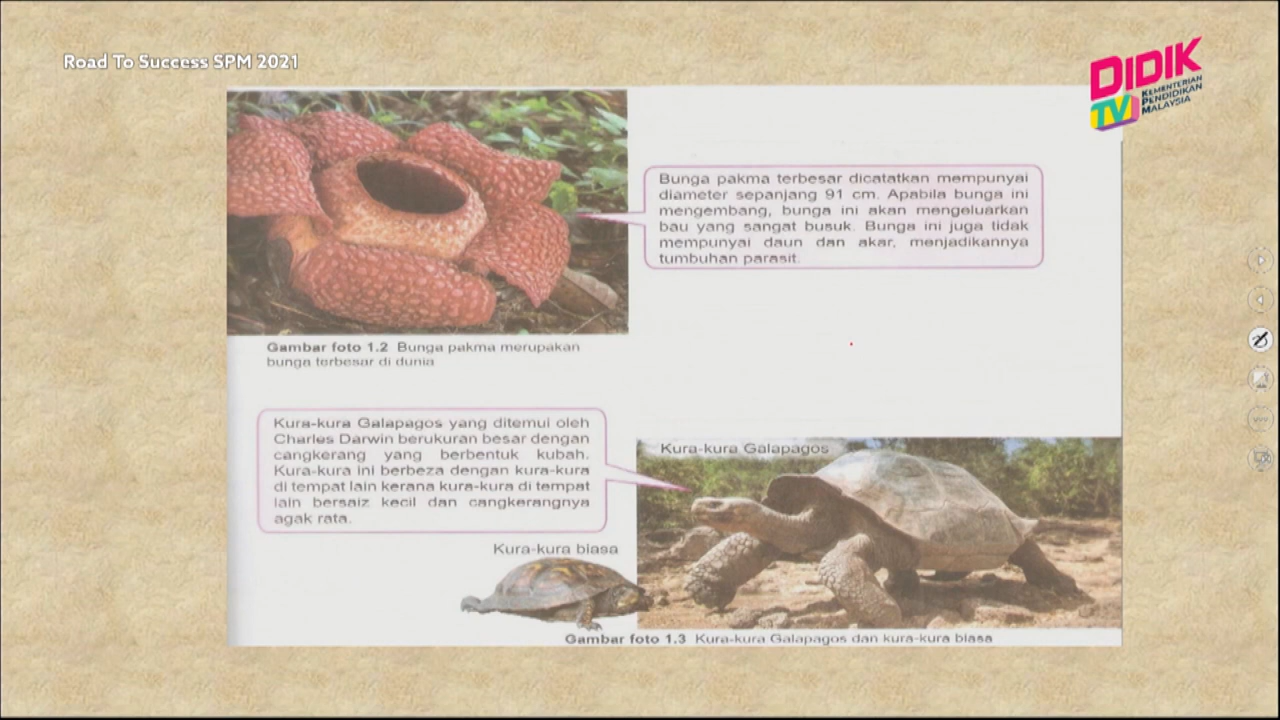 Road To Success SPM 2021
DIDIK
TV
KEMENTERIAN
PENDIDIKAN
MALAYSIA
Bunga pakma terbesar dicatatkan mempunyai
diameter sepanjang 91 cm. Apabila bunga ini
mengembang, bunga ini akan mengeluarkan
bau yang sangat busuk. Bunga ini juga tidak
mempunyai daun dan akar, menjadikannya
tumbuhan parasit.
Gambar foto 1.2 Bunga pakma merupakan
bunga terbesar di dunia
Kura-kura Galapagos yang ditemui oleh
Charles Darwin berukuran besar dengan
cangkerang yang berbentuk kubah.
Kura-kura ini berbeza dengan kura-kura
di tempat lain kerana kura-kura di tempat
lain bersaiz kecil dan cangkerangnya
agak rata.
Kura-kura Galapagos
Kura-kura biasa
Gambar foto 1.3 Kura-kura Galapagos dan kura-kura biasa